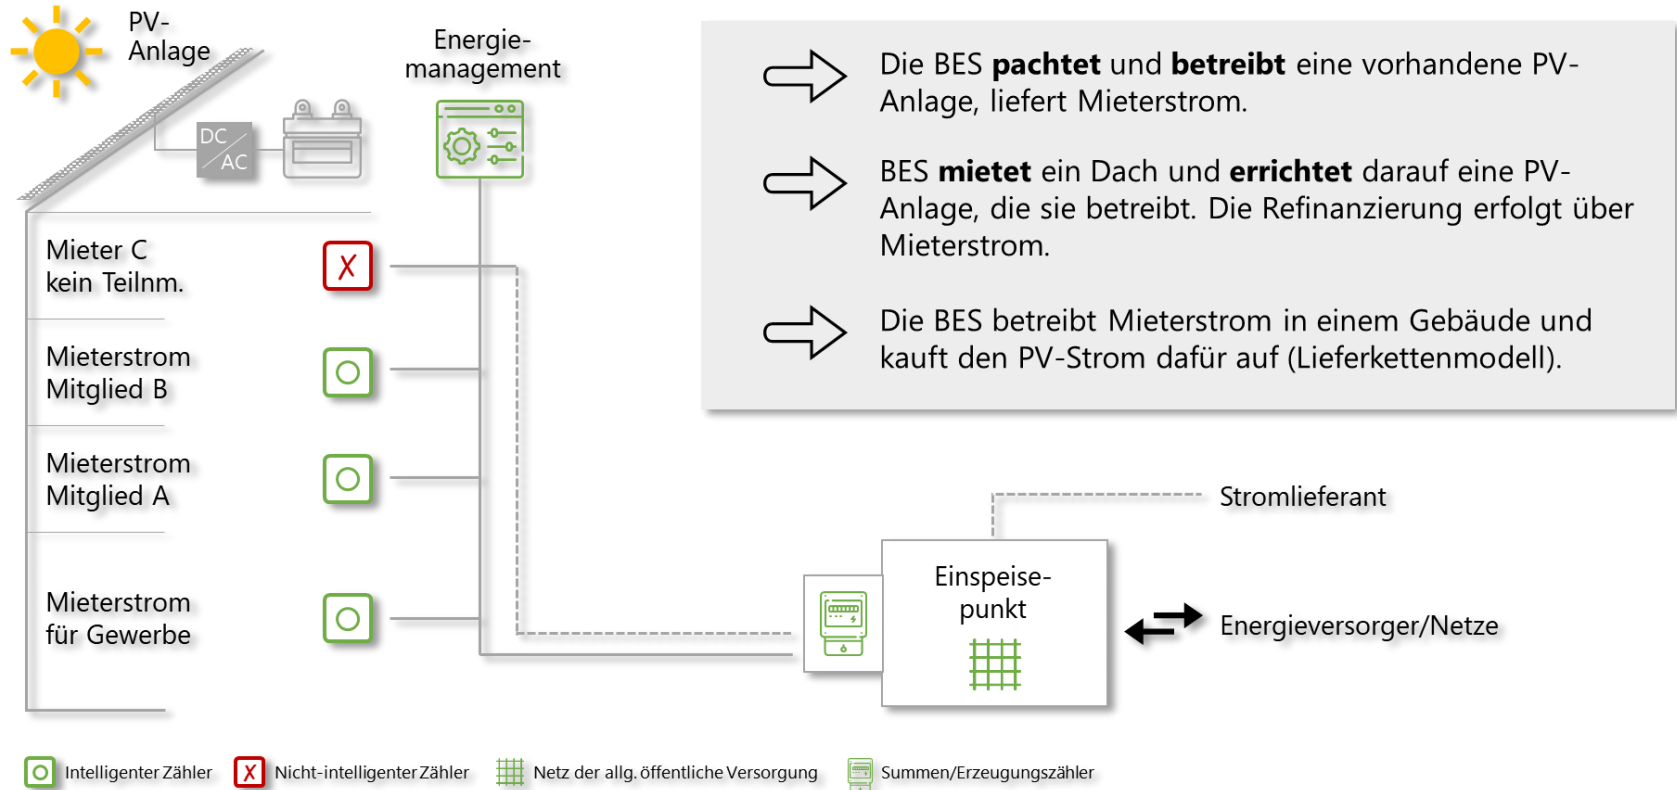 PV-
Anlage
Energie-
management
DC
AC
Mieter C
kein Teilnm.
Mieterstrom
Mitglied B
Mieterstrom
Mitglied A
Mieterstrom
für Gewerbe
Die BES pachtet und betreibt eine vorhandene PV-
Anlage, liefert Mieterstrom.
BES mietet ein Dach und errichtet darauf eine PV-
Anlage, die sie betreibt. Die Refinanzierung erfolgt über
Mieterstrom.
Die BES betreibt Mieterstrom in einem Gebäude und
kauft den PV-Strom dafür auf (Lieferkettenmodell).
Stromlieferant
Einspeise-
punkt
Energieversorger/Netze
Intelligenter Zähler
X Nicht-intelligenter Zähler
Netz der allg. öffentliche Versorgung
Summen/Erzeugungszähler